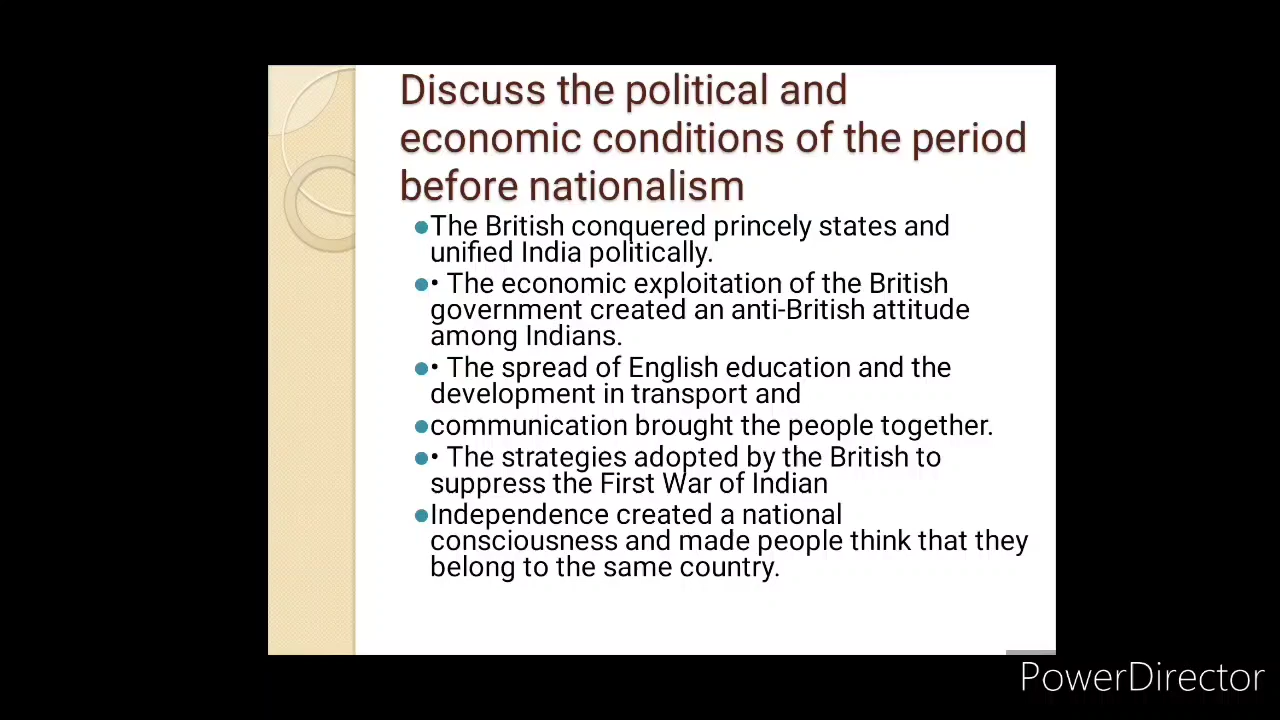 Discuss the political and
economic conditions of the period
before nationalism
●The British conquered princely states and
unified India politically.
●• The economic exploitation of the British
government created an anti-British attitude
among Indians.
●• The spread of English education and the
development in transport and
●communication brought the people together.
●• The strategies adopted by the British to
suppress the First War of Indian
●Independence created a national
consciousness and made people think that they
belong to the same country.
PowerDirector